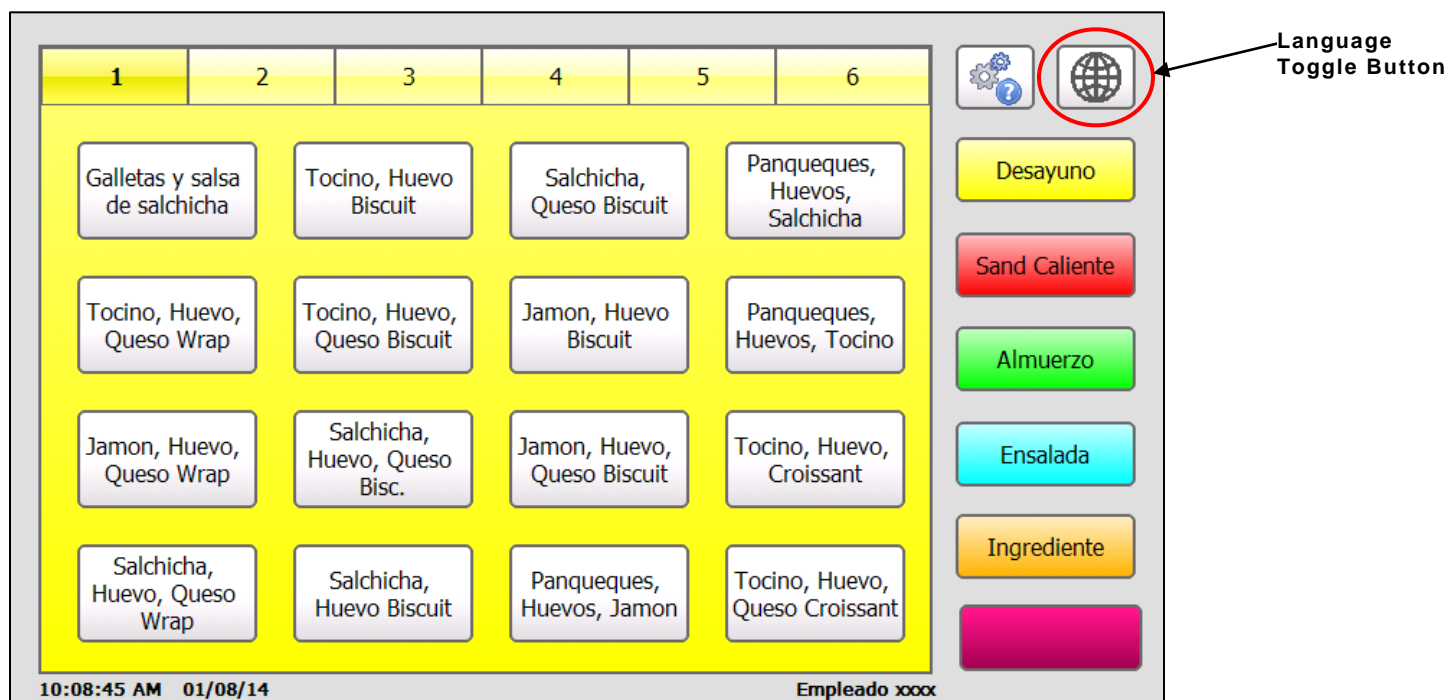 Language
Toggle Button
1 2 3 4 5 6
?
Galletas y salsa
de salchicha
Tocino, Huevo
Biscuit
Salchicha,
Queso Biscuit
Panqueques,
Huevos,
Salchicha
Desayuno
Tocino, Huevo,
Queso Wrap
Tocino, Huevo,
Queso Biscuit
Jamon, Huevo
Biscuit
Panqueques,
Huevos, Tocino
Sand Caliente
Almuerzo
Jamon, Huevo,
Queso Wrap
Salchicha,
Huevo, Queso
Bisc.
Jamon, Huevo,
Queso Biscuit
Tocino, Huevo,
Croissant
Ensalada
Salchicha,
Huevo, Queso
Wrap
Salchicha,
Huevo Biscuit
Panqueques,
Huevos, Jamon
Tocino, Huevo,
Queso Croissant
Ingrediente
10:08:45 AM 01/08/14 Empleado xxxx